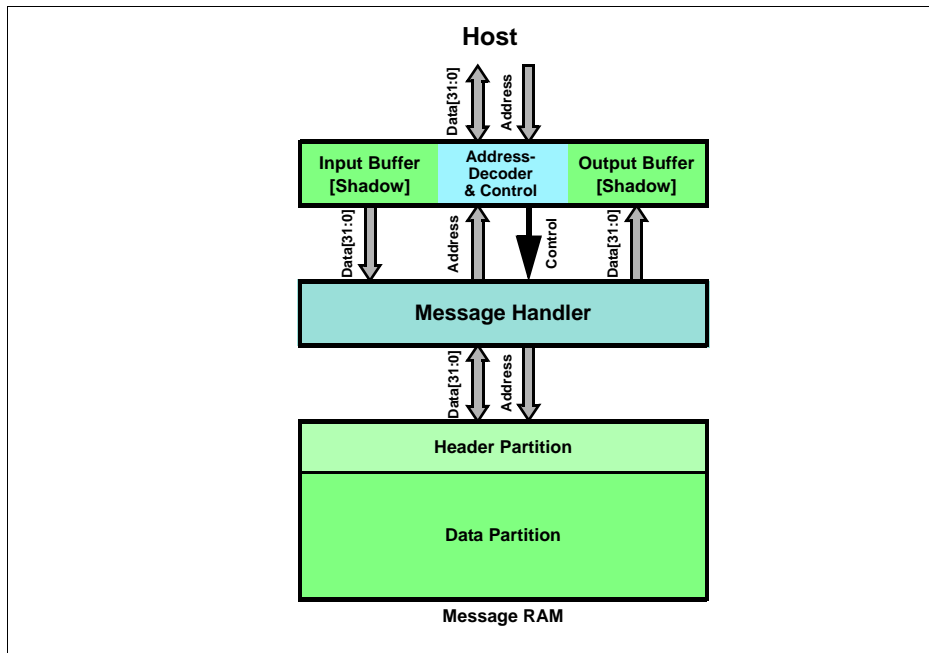 Host
Data[31:0]
Address
Input Buffer
[Shadow]
Address-
Decoder
& Control
Output Buffer
[Shadow]
Data[31:0]
Address
Control
Data[31:0]
Message Handler
Data[31:0]
Address
Header Partition
Data Partition
Message RAM